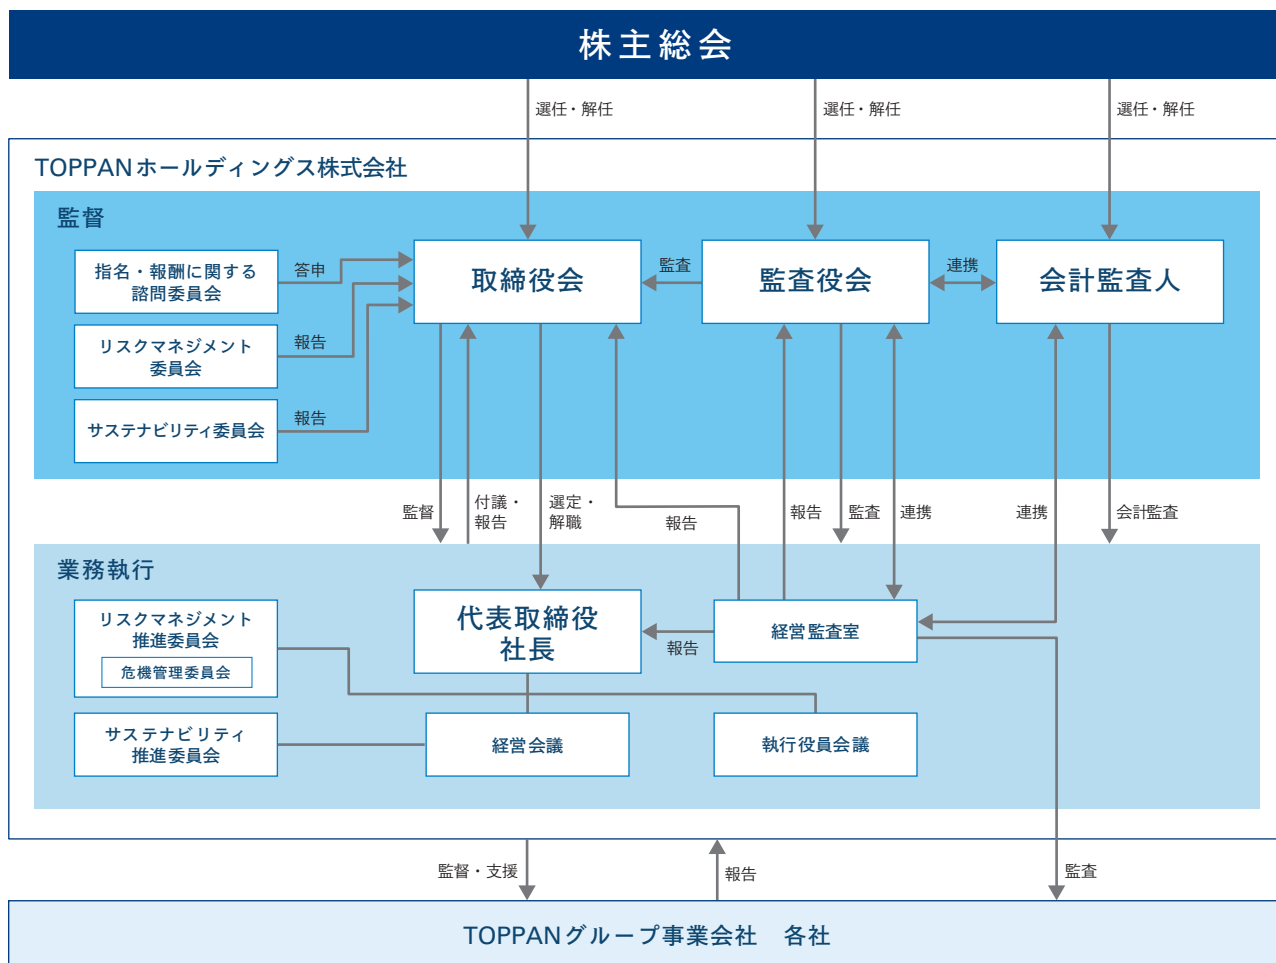 株主総会
選任・解任
選任・解任
選任・解任
TOPPANホールディングス株式会社
監督
指名・報酬に関する
諮問委員会
答申
取締役会
監査
監査役会
連携
会計監査人
リスクマネジメント
委員会
報告
サステナビリティ委員会
報告
監督
付議・
報告
選定・
解職
報告
報告
監査
連携
連携
会計監査
業務執行
リスクマネジメント
推進委員会
危機管理委員会
代表取締役
社長
報告
経営監査室
サステナビリティ
推進委員会
経営会議
執行役員会議
監督・支援
報告
監査
TOPPANグループ事業会社　各社